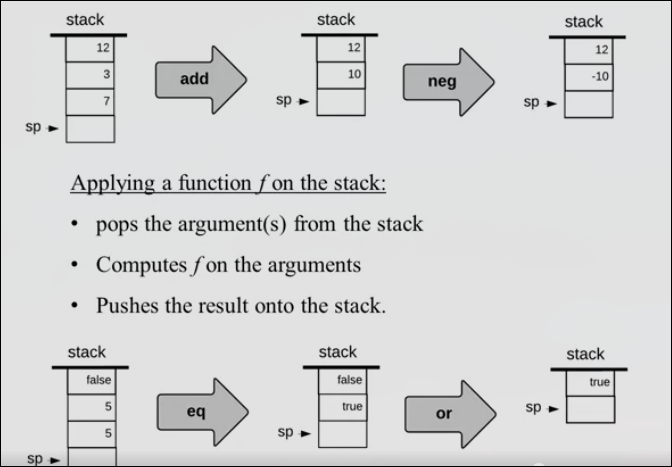 stack stack stack
12 12 12
3 add 10 neg -10
7 sp sp
sp
Applying a function f on the stack:
• pops the argument(s) from the stack
• Computes f on the arguments
• Pushes the result onto the stack.
stack stack stack
false false true
5 eq true or sp
5 sp
sp